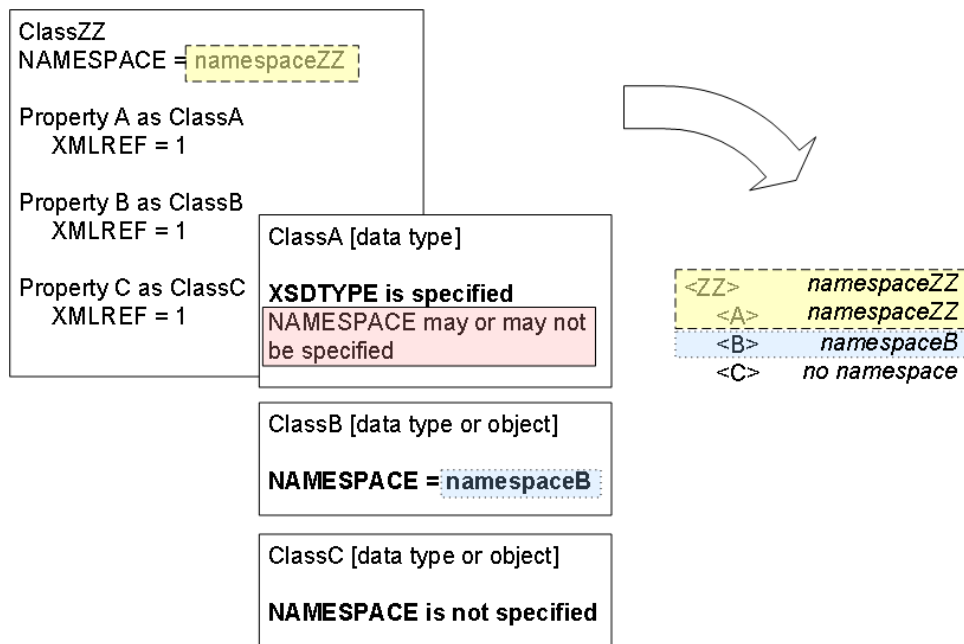 ClassZZ
NAMESPACE = namespaceZZ
Property A as ClassA
XMLREF = 1
Property B as ClassB
XMLREF = 1
Property C as ClassC
XMLREF = 1
ClassA [data type]
XSDTYPE is specified
NAMESPACE may or may not
be specified
ClassB [data type or object]
NAMESPACE = namespaceB
ClassC [data type or object]
NAMESPACE is not specified
<ZZ> namespaceZZ
<A> namespaceZZ
<B> namespaceB
<C> no namespace